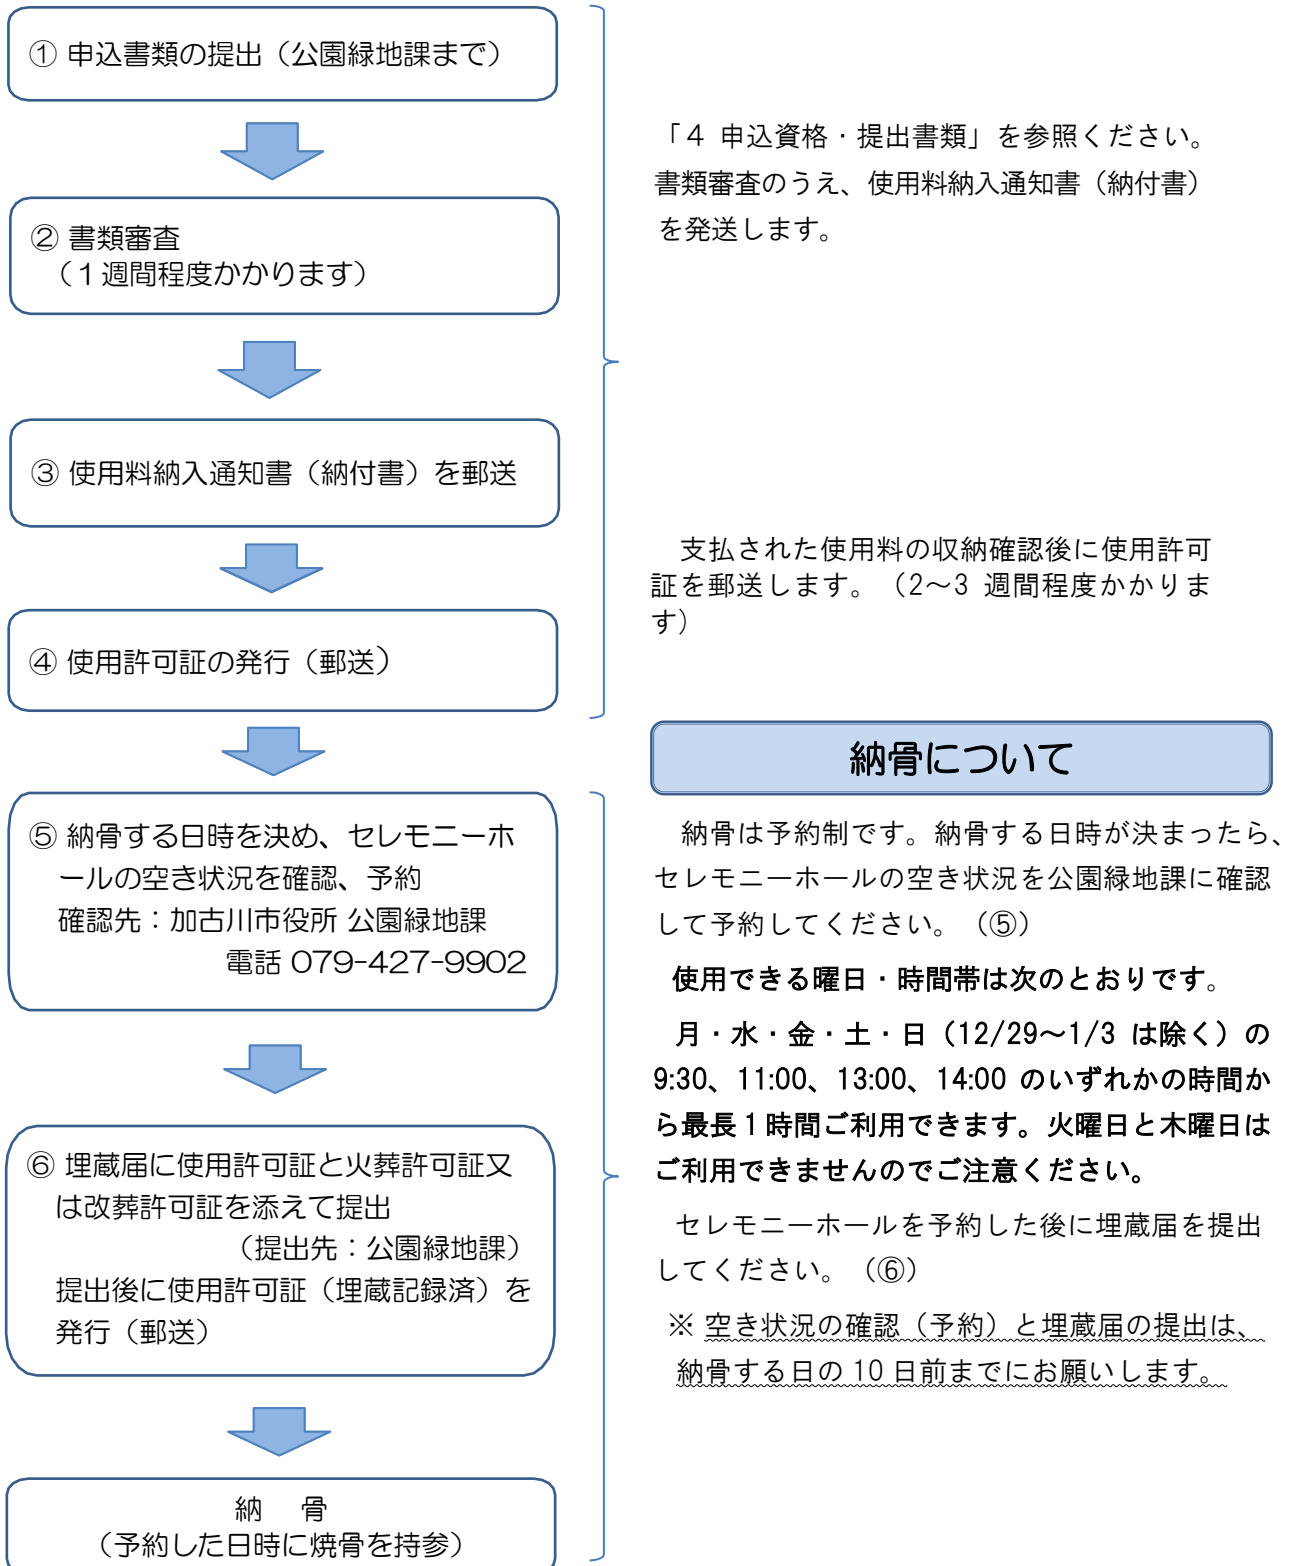 ① 申込書類の提出（公園緑地課まで）
② 書類審査
（１週間程度かかります）
③ 使用料納入通知書（納付書）を郵送
④ 使用許可証の発行（郵送）
「４ 申込資格・提出書類」を参照ください。
書類審査のうえ、使用料納入通知書（納付書）
を発送します。
支払された使用料の収納確認後に使用許可
証を郵送します。（2～3 週間程度かかりま
す）
⑤ 納骨する日時を決め、セレモニーホ
ールの空き状況を確認、予約
確認先：加古川市役所 公園緑地課
電話 079-427-9902
⑥ 埋蔵届に使用許可証と火葬許可証又
は改葬許可証を添えて提出
（提出先：公園緑地課）
提出後に使用許可証（埋蔵記録済）を
発行（郵送）
納　骨
（予約した日時に焼骨を持参）
納骨について
納骨は予約制です。納骨する日時が決まったら、
セレモニーホールの空き状況を公園緑地課に確認
して予約してください。（⑤）
使用できる曜日・時間帯は次のとおりです。
月・水・金・土・日（12/29～1/3 は除く）の
9:30、11:00、13:00、14:00 のいずれかの時間か
ら最長１時間ご利用できます。火曜日と木曜日は
ご利用できませんのでご注意ください。
セレモニーホールを予約した後に埋蔵届を提出
してください。（⑥）
※ 空き状況の確認（予約）と埋蔵届の提出は、
納骨する日の 10 日前までにお願いします。